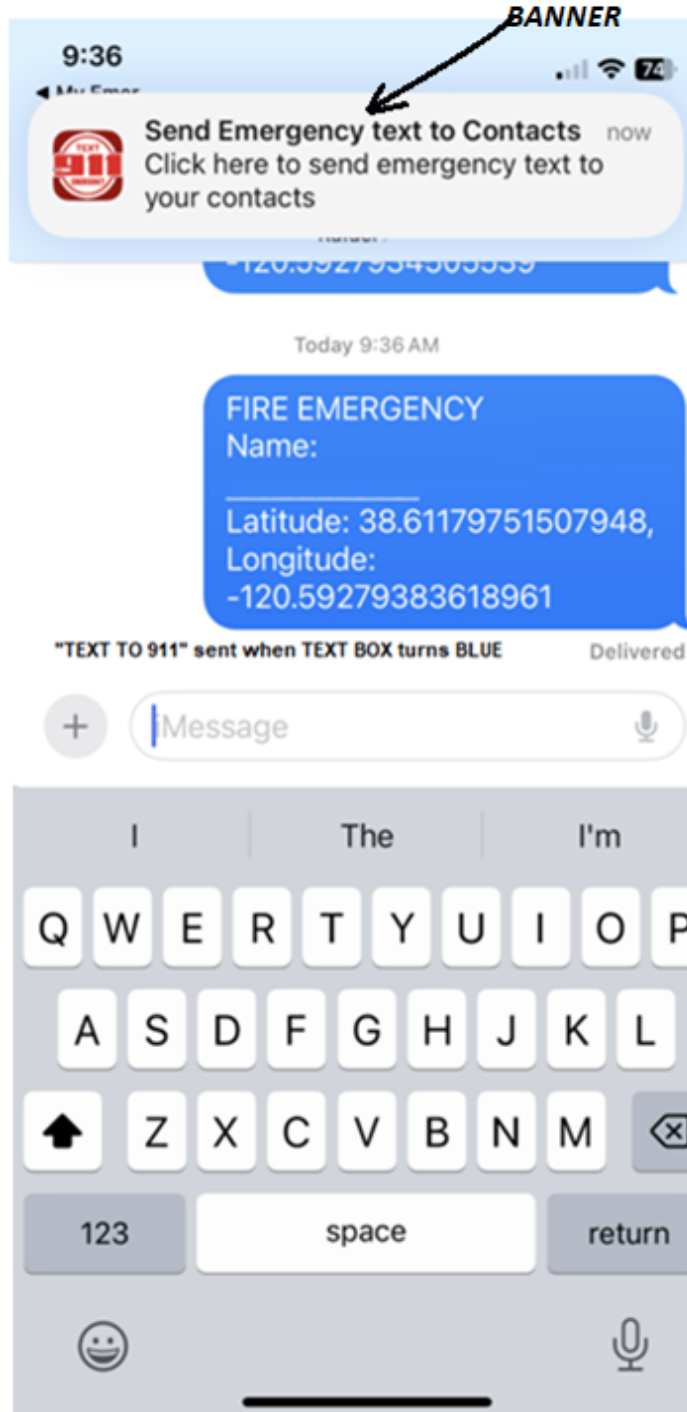 BANNER
9:36
74
Send Emergency text to Contacts now
TEXT
911
EMERGENCY
Click here to send emergency text to
your contacts
Today 9:36 AM
FIRE EMERGENCY
Name:
Latitude: 38.61179751507948,
Longitude:
-120.59279383618961
"TEXT TO 911" sent when TEXT BOX turns BLUE
Delivered
iMessage
I The I'm
Q W E R T Y U I O P
A S D F G H J K L
Z X C V B N M
123 space return